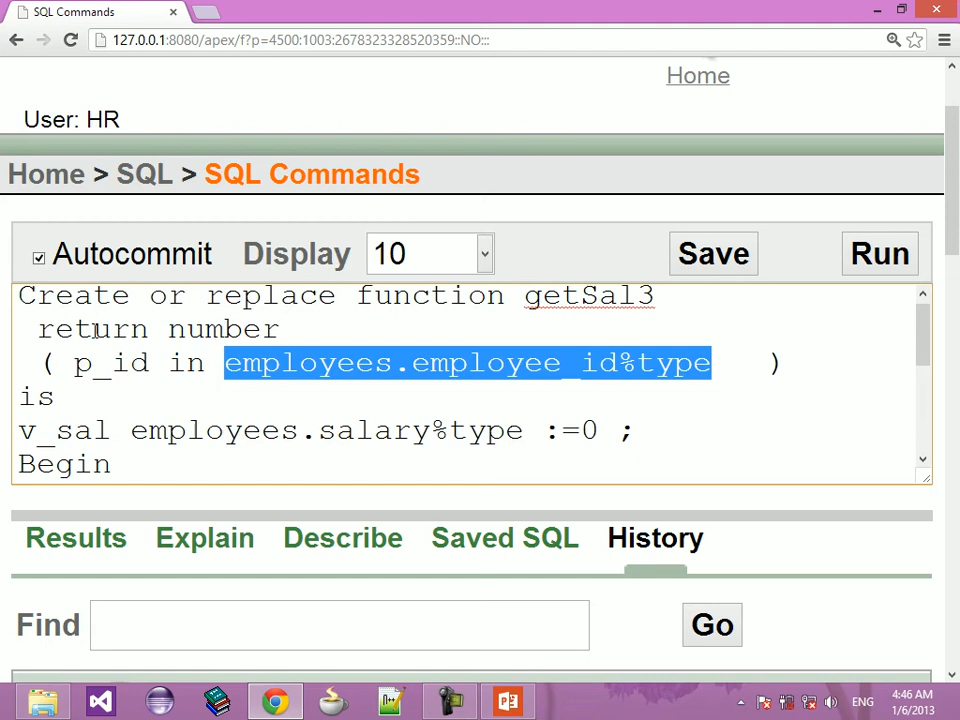 SQL Commands
127.0.0.1:8080/apex/f?p=4500:1003:2678323328520359::NO:::
Home
User: HR
Home > SQL > SQL Commands
Autocommit Display 10 Save Run
Create or replace function getSal3
return number
( p_id in employees.employee_id%type )
is
v_sal employees.salary%type :=0 ;
Begin
Results Explain Describe Saved SQL History
Find Go
ENG
4:46 AM
1/6/2013